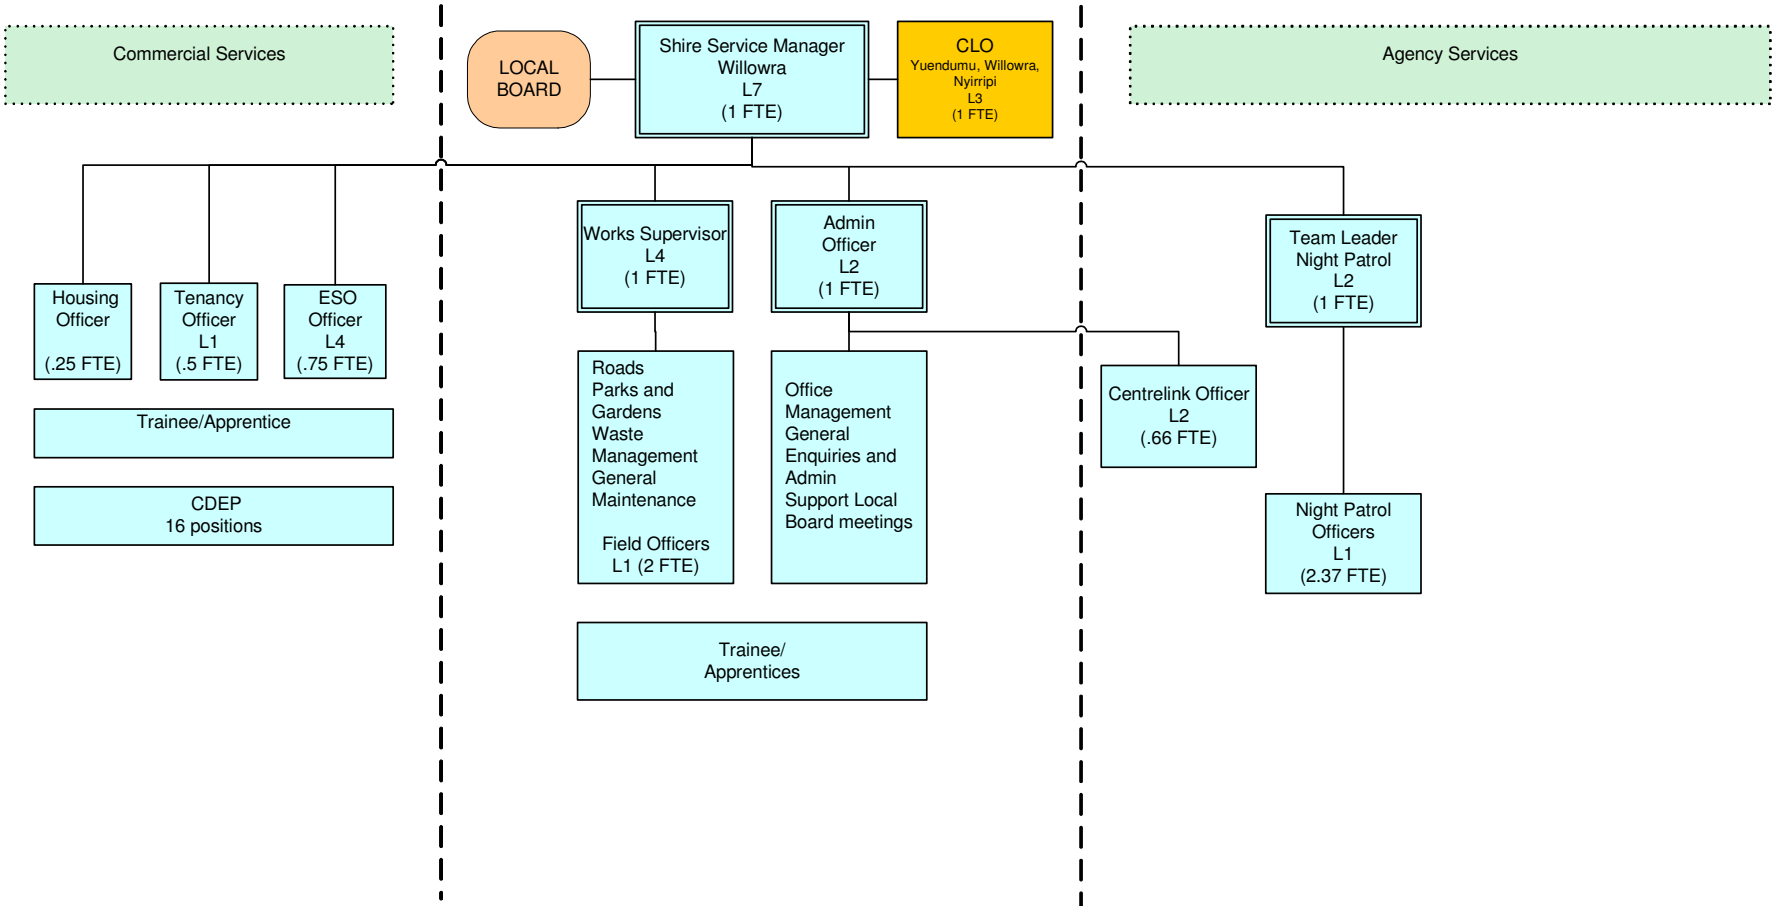 Commercial Services
LOCAL
BOARD
Shire Service Manager
Willowra
L7
(1 FTE)
CLO
Yuendumu, Willowra,
Nyirripi
L3
(1 FTE)
Agency Services
Housing
Officer
(.25 FTE)
Tenancy
Officer
L1
(.5 FTE)
ESO
Officer
L4
(.75 FTE)
Trainee/Apprentice
CDEP
16 positions
Works Supervisor
L4
(1 FTE)
Admin
Officer
L2
(1 FTE)
Roads
Parks and
Gardens
Waste
Management
General
Maintenance
Field Officers
L1 (2 FTE)
Office
Management
General
Enquiries and
Admin
Support Local
Board meetings
Trainee/
Apprentices
Centrelink Officer
L2
(.66 FTE)
Team Leader
Night Patrol
L2
(1 FTE)
Night Patrol
Officers
L1
(2.37 FTE)